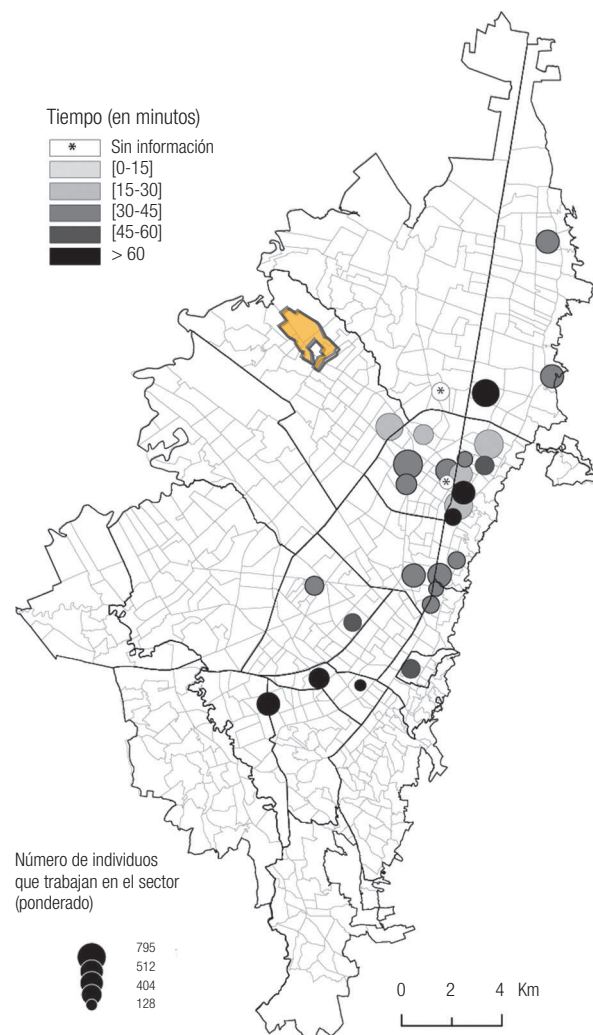 Tiempo (en minutos)
* Sin información
[0-15]
[15-30]
[30-45]
[45-60]
> 60
*
*
Número de individuos
que trabajan en el sector
(ponderado)
795
512
404
128
0 2 4 Km